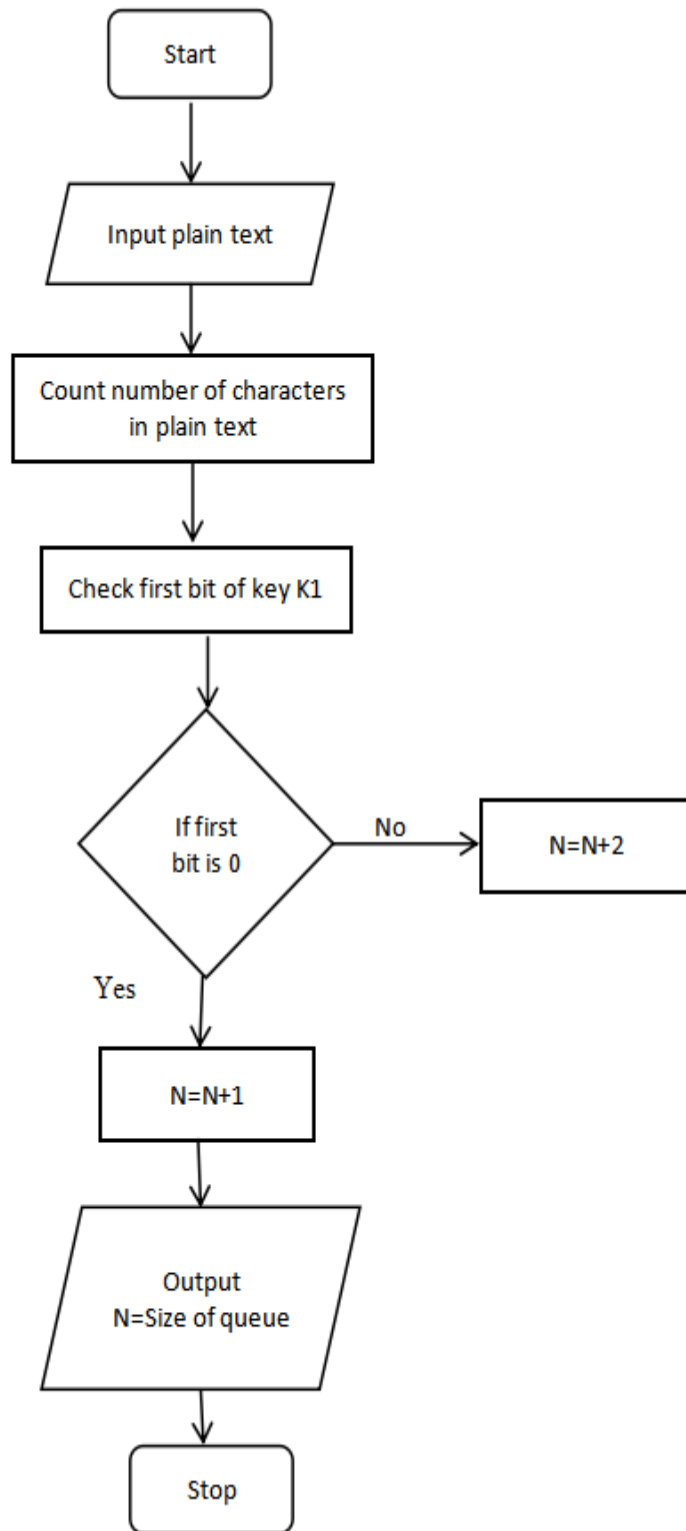 Start
Input plain text
Count number of characters
in plain text
Check first bit of key K1
If first
bit is 0
No
N=N+2
Yes
N=N+1
Output
N=Size of queue
Stop